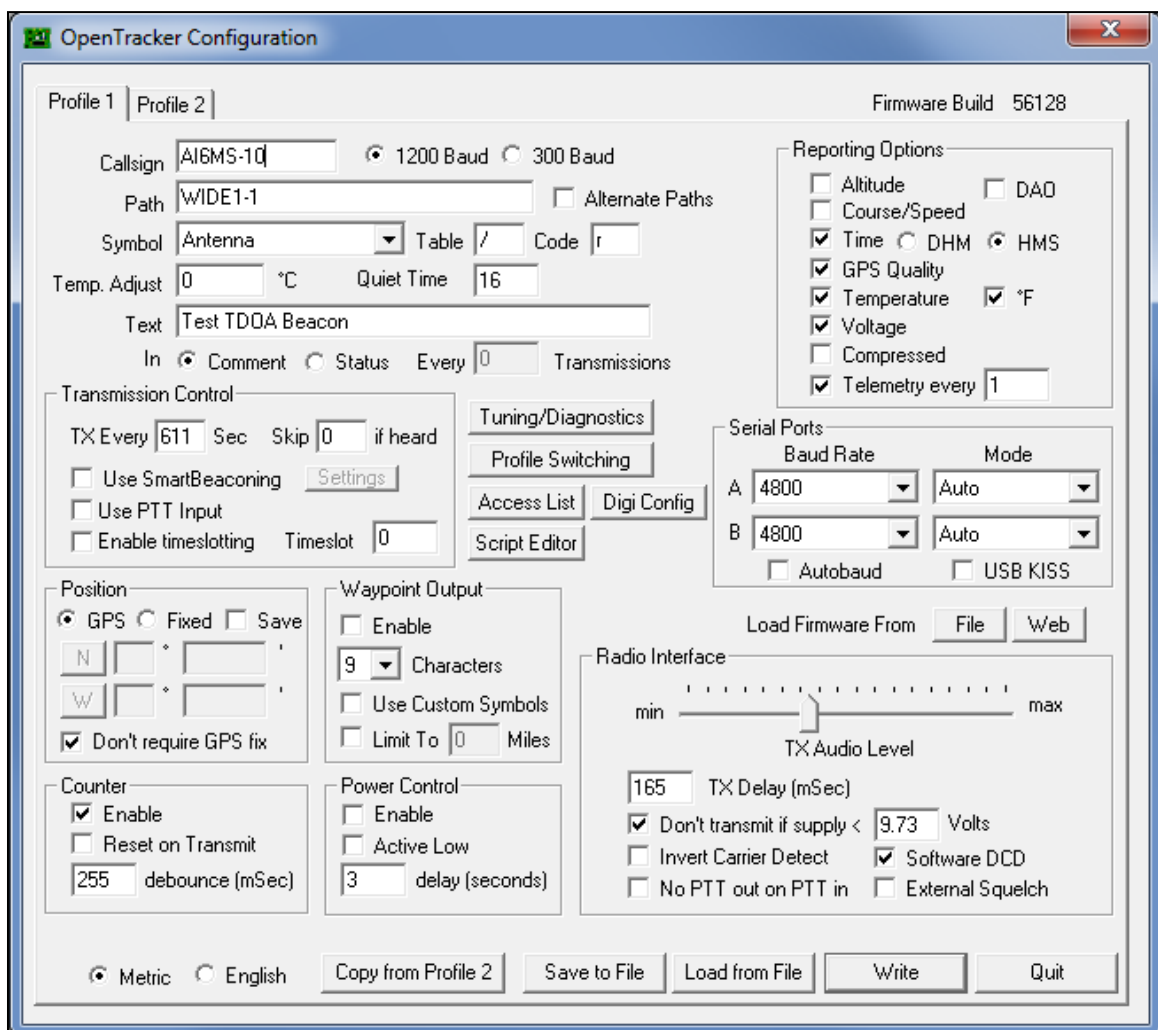 OpenTracker Configuration
Profile 1 Profile 2 Firmware Build 56128
Callsign AI6MS-10 1200 Baud 300 Baud
Path WIDE1-1 Alternate Paths
Symbol Antenna Table / Code r
Temp. Adjust 0 °C Quiet Time 16
Text Test TDOA Beacon
In Comment Status Every 0 Transmissions
Reporting Options
Altitude DAO
Course/Speed
Time DHM HMS
GPS Quality
Temperature °F
Voltage
Compressed
Telemetry every 1
Transmission Control
TX Every 611 Sec Skip 0 if heard
Use SmartBeaconing Settings
Use PTT Input
Enable timeslotting Timeslot 0
Tuning/Diagnostics
Profile Switching
Access List Digi Config
Script Editor
Serial Ports
Baud Rate Mode
A 4800 Auto
B 4800 Auto
Autobaud USB KISS
Position
GPS Fixed Save
N ° '
W ° '
Don't require GPS fix
Waypoint Output
Enable
9 Characters
Use Custom Symbols
Limit To 0 Miles
Load Firmware From File Web
Radio Interface
min max
TX Audio Level
165 TX Delay (mSec)
Don't transmit if supply < 9.73 Volts
Invert Carrier Detect Software DCD
No PTT out on PTT in External Squelch
Counter
Enable
Reset on Transmit
255 debounce (mSec)
Power Control
Enable
Active Low
3 delay (seconds)
Metric English Copy from Profile 2 Save to File Load from File Write Quit